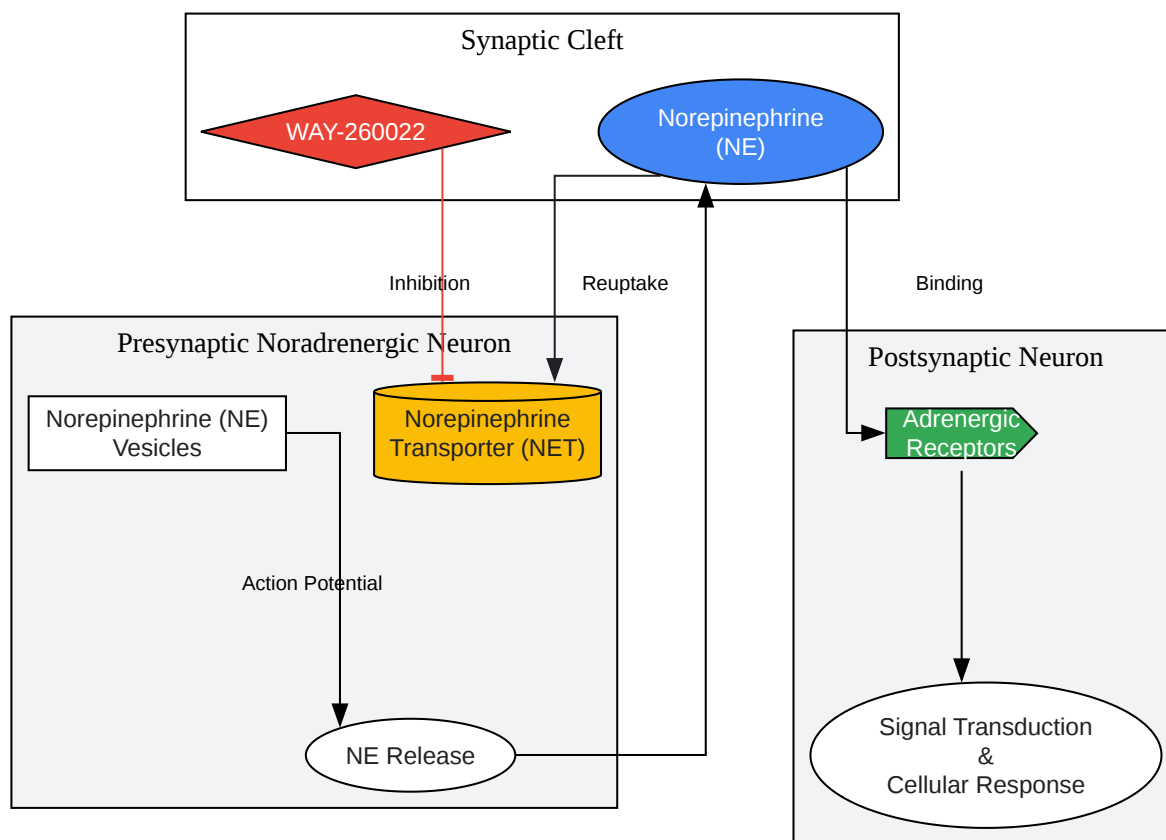 Synaptic Cleft
WAY-260022
Norepinephrine
(NE)
Inhibition
Reuptake
Binding
Presynaptic Noradrenergic Neuron
Norepinephrine (NE)
Vesicles
Norepinephrine
Transporter (NET)
Action Potential
NE Release
Postsynaptic Neuron
Adrenergic
Receptors
Signal Transduction
&
Cellular Response